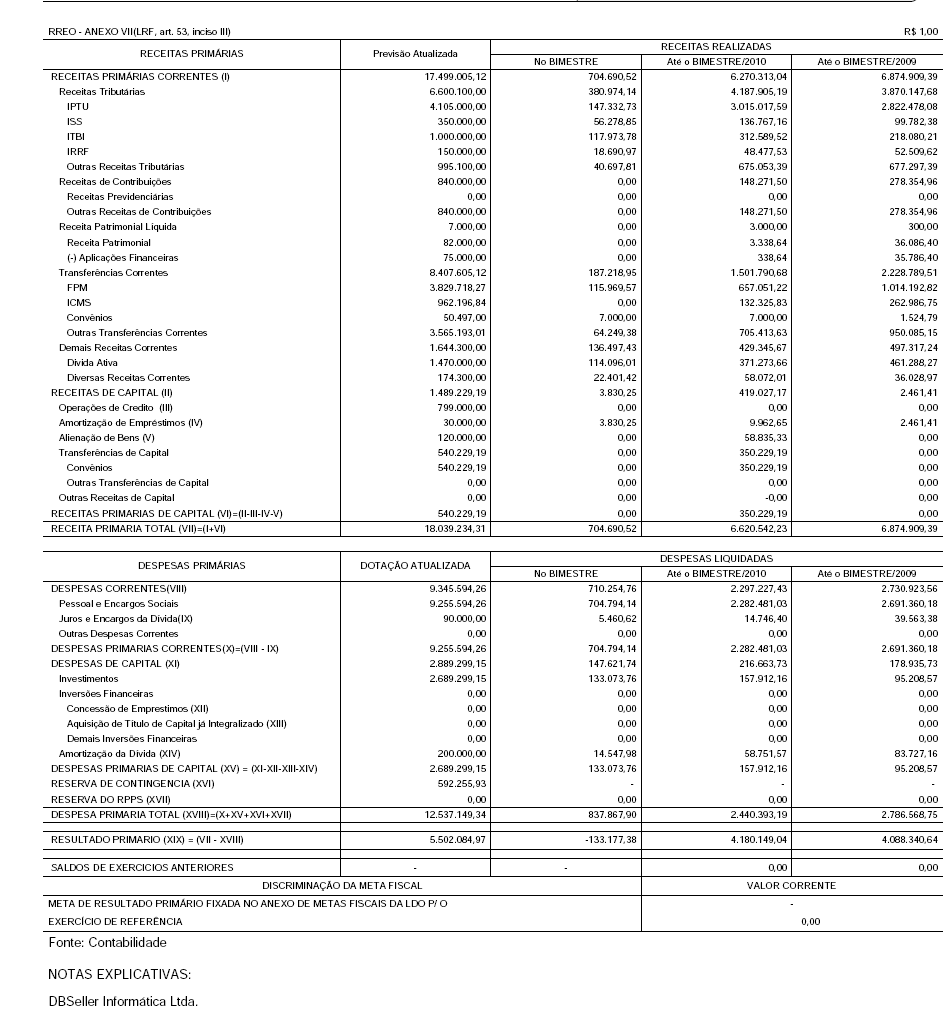 RREO - ANEXO VII(LRF, art. 53, inciso III) R$ 1,00
RECEITAS PRIMÁRIAS Previsão Atualizada RECEITAS REALIZADAS
No BIMESTRE Até o BIMESTRE/2010 Até o BIMESTRE/2009
RECEITAS PRIMÁRIAS CORRENTES (I) 17.499.005,12 704.690,52 6.270.313,04 6.874.909,39
Receitas Tributárias 6.600.100,00 380.974,14 4.187.905,19 3.870.147,68
IPTU 4.105.000,00 147.332,73 3.015.017,59 2.822.478,08
ISS 350.000,00 56.278,85 136.767,16 99.782,38
ITBI 1.000.000,00 117.973,78 312.589,52 218.080,21
IRRF 150.000,00 18.690,97 48.477,53 52.509,62
Outras Receitas Tributárias 995.100,00 40.697,81 675.053,39 677.297,39
Receitas de Contribuições 840.000,00 0,00 148.271,50 278.354,96
Receitas Previdenciárias 0,00 0,00 0,00 0,00
Outras Receitas de Contribuições 840.000,00 0,00 148.271,50 278.354,96
Receita Patrimonial Líquida 7.000,00 0,00 3.000,00 300,00
Receita Patrimonial 82.000,00 0,00 3.338,64 36.086,40
(-) Aplicações Financeiras 75.000,00 0,00 338,64 35.786,40
Transferências Correntes 8.407.605,12 187.218,95 1.501.790,68 2.228.789,51
FPM 3.829.718,27 115.969,57 657.051,22 1.014.192,82
ICMS 962.196,84 0,00 132.325,83 262.986,75
Convênios 50.497,00 7.000,00 7.000,00 1.524,79
Outras Transferências Correntes 3.565.193,01 64.249,38 705.413,63 950.085,15
Demais Receitas Correntes 1.644.300,00 136.497,43 429.345,67 497.317,24
Dívida Ativa 1.470.000,00 114.096,01 371.273,66 461.288,27
Diversas Receitas Correntes 174.300,00 22.401,42 58.072,01 36.028,97
RECEITAS DE CAPITAL (II) 1.489.229,19 3.830,25 419.027,17 2.461,41
Operações de Credito (III) 799.000,00 0,00 0,00 0,00
Amortização de Empréstimos (IV) 30.000,00 3.830,25 9.962,65 2.461,41
Alienação de Bens (V) 120.000,00 0,00 58.835,33 0,00
Transferências de Capital 540.229,19 0,00 350.229,19 0,00
Convênios 540.229,19 0,00 350.229,19 0,00
Outras Transferências de Capital 0,00 0,00 0,00 0,00
Outras Receitas de Capital 0,00 0,00 -0,00 0,00
RECEITAS PRIMARIAS DE CAPITAL (VI)=(II-III-IV-V) 540.229,19 0,00 350.229,19 0,00
RECEITA PRIMARIA TOTAL (VII)=(I+VI) 18.039.234,31 704.690,52 6.620.542,23 6.874.909,39
DESPESAS PRIMÁRIAS DOTAÇÃO ATUALIZADA DESPESAS LIQUIDADAS
No BIMESTRE Até o BIMESTRE/2010 Até o BIMESTRE/2009
DESPESAS CORRENTES(VIII) 9.345.594,26 710.254,76 2.297.227,43 2.730.923,56
Pessoal e Encargos Sociais 9.255.594,26 704.794,14 2.282.481,03 2.691.360,18
Juros e Encargos da Dívida(IX) 90.000,00 5.460,62 14.746,40 39.563,38
Outras Despesas Correntes 0,00 0,00 0,00 0,00
DESPESAS PRIMARIAS CORRENTES(X)=(VIII - IX) 9.255.594,26 704.794,14 2.282.481,03 2.691.360,18
DESPESAS DE CAPITAL (XI) 2.889.299,15 147.621,74 216.663,73 178.935,73
Investimentos 2.689.299,15 133.073,76 157.912,16 95.208,57
Inversões Financeiras 0,00 0,00 0,00 0,00
Concessão de Emprestimos (XII) 0,00 0,00 0,00 0,00
Aquisição de Título de Capital já Integralizado (XIII) 0,00 0,00 0,00 0,00
Demais Inversões Financeiras 0,00 0,00 0,00 0,00
Amortização da Dívida (XIV) 200.000,00 14.547,98 58.751,57 83.727,16
DESPESAS PRIMARIAS DE CAPITAL (XV) = (XI-XII-XIII-XIV) 2.689.299,15 133.073,76 157.912,16 95.208,57
RESERVA DE CONTINGENCIA (XVI) 592.255,93 - - -
RESERVA DO RPPS (XVII) 0,00 0,00 0,00 0,00
DESPESA PRIMARIA TOTAL (XVIII)=(X+XV+XVI+XVII) 12.537.149,34 837.867,90 2.440.393,19 2.786.568,75
RESULTADO PRIMARIO (XIX) = (VII - XVIII) 5.502.084,97 -133.177,38 4.180.149,04 4.088.340,64
SALDOS DE EXERCICIOS ANTERIORES - - 0,00 0,00
DISCRIMINAÇÃO DA META FISCAL VALOR CORRENTE
META DE RESULTADO PRIMÁRIO FIXADA NO ANEXO DE METAS FISCAIS DA LDO P/ O -
EXERCÍCIO DE REFERÊNCIA 0,00
Fonte: Contabilidade
NOTAS EXPLICATIVAS:
DBSeller Informática Ltda.